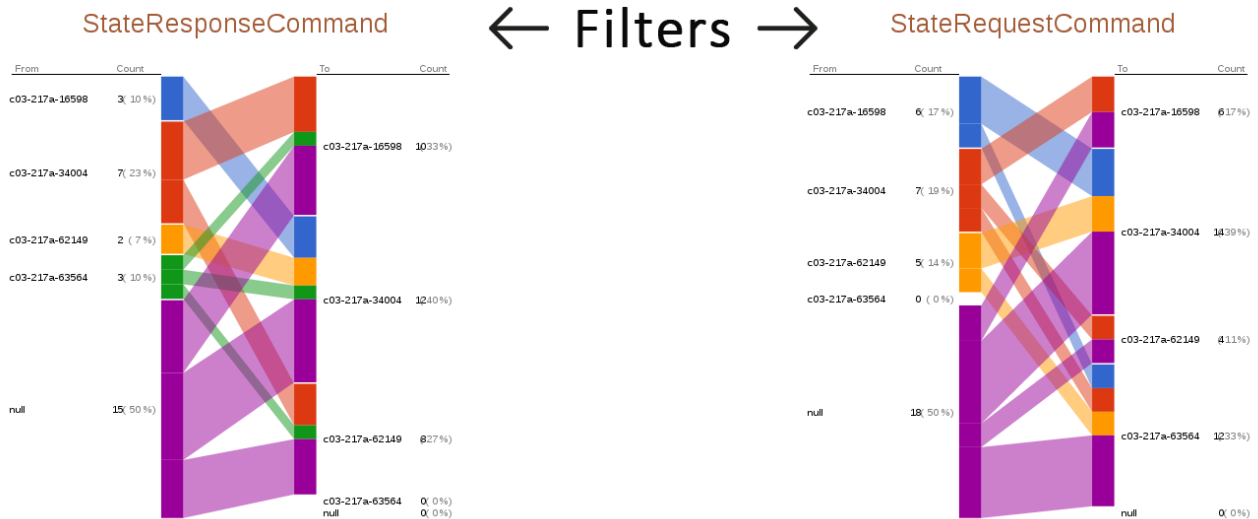 StateResponseCommand ← Filters → StateRequestCommand
From Count To Count
c03-217a-16598 3( 10 %)
c03-217a-34004 7( 23 %)
c03-217a-62149 2 ( 7 %)
c03-217a-63564 3( 10 %)
null 15( 50 %)
c03-217a-16598 10(33%)
c03-217a-34004 12(40%)
c03-217a-62149 8(27%)
c03-217a-63564 0( 0%)
null 0( 0%)
From Count To Count
c03-217a-16598 6( 17 %)
c03-217a-34004 7( 19 %)
c03-217a-62149 5( 14 %)
c03-217a-63564 0 ( 0 %)
null 18( 50 %)
c03-217a-16598 6(17%)
c03-217a-34004 14(39%)
c03-217a-62149 4(11%)
c03-217a-63564 12(33%)
null 0( 0%)